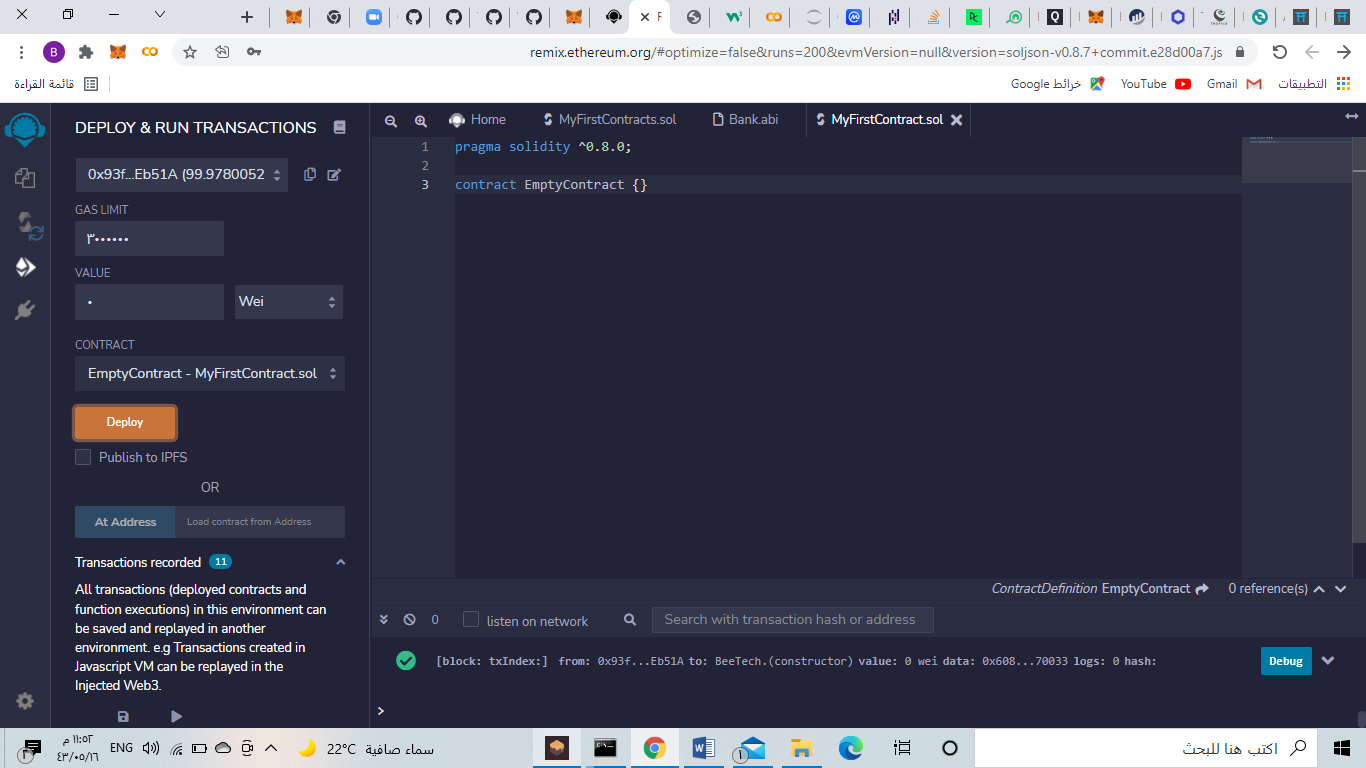 remix.ethereum.org/#optimize=false&runs=200&evmVersion=null&version=soljson-v0.8.7+commit.e28d00a7.js
B
قائمة القراءة
خرائط Google
YouTube
Gmail
التطبيقات
DEPLOY & RUN TRANSACTIONS
0x93f...Eb51A (99.9780052
GAS LIMIT
٣٠٠٠٠٠٠
VALUE
٠
Wei
CONTRACT
EmptyContract - MyFirstContract.sol
Deploy
Publish to IPFS
OR
At Address
Load contract from Address
Transactions recorded 11
All transactions (deployed contracts and
function executions) in this environment can
be saved and replayed in another
environment. e.g Transactions created in
Javascript VM can be replayed in the
Injected Web3.
Home
MyFirstContracts.sol
Bank.abi
MyFirstContract.sol
1 pragma solidity ^0.8.0;
2
3 contract EmptyContract {}
ContractDefinition EmptyContract
0 reference(s)
0
listen on network
Search with transaction hash or address
[block: txIndex:] from: 0x93f...Eb51A to: BeeTech.(constructor) value: 0 wei data: 0x608...70033 logs: 0 hash:
Debug
>
١١:٥٢ م
٤٣/٠٥/١٦
ENG
22°C
سماء صافية
اكتب هنا للبحث